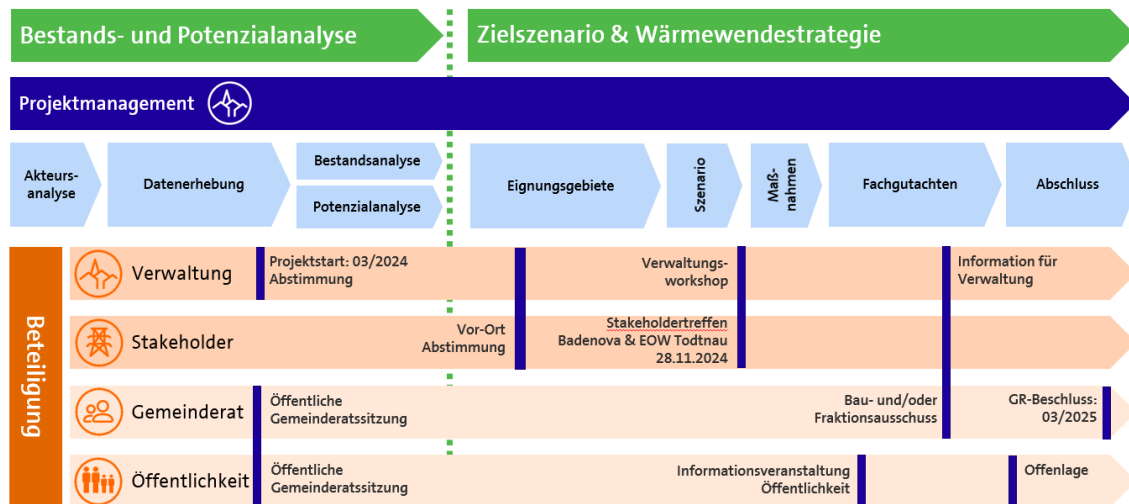 Bestands- und Potenzialanalyse
Zielszenario & Wärmewendestrategie
Projektmanagement
Akteurs-
analyse
Datenerhebung
Bestandsanalyse
Potenzialanalyse
Eignungsgebiete
Szenario
Maß-
nahmen
Fachgutachten
Abschluss
Beteiligung
Verwaltung
Projektstart: 03/2024
Abstimmung
Verwaltungs-
workshop
Information für
Verwaltung
Stakeholder
Vor-Ort
Abstimmung
Stakeholdertreffen
Badenova & EOW Todtnau
28.11.2024
Gemeinderat
Öffentliche
Gemeinderatssitzung
Bau- und/oder
Fraktionsausschuss
GR-Beschluss:
03/2025
Öffentlichkeit
Öffentliche
Gemeinderatssitzung
Informationsveranstaltung
Öffentlichkeit
Offenlage